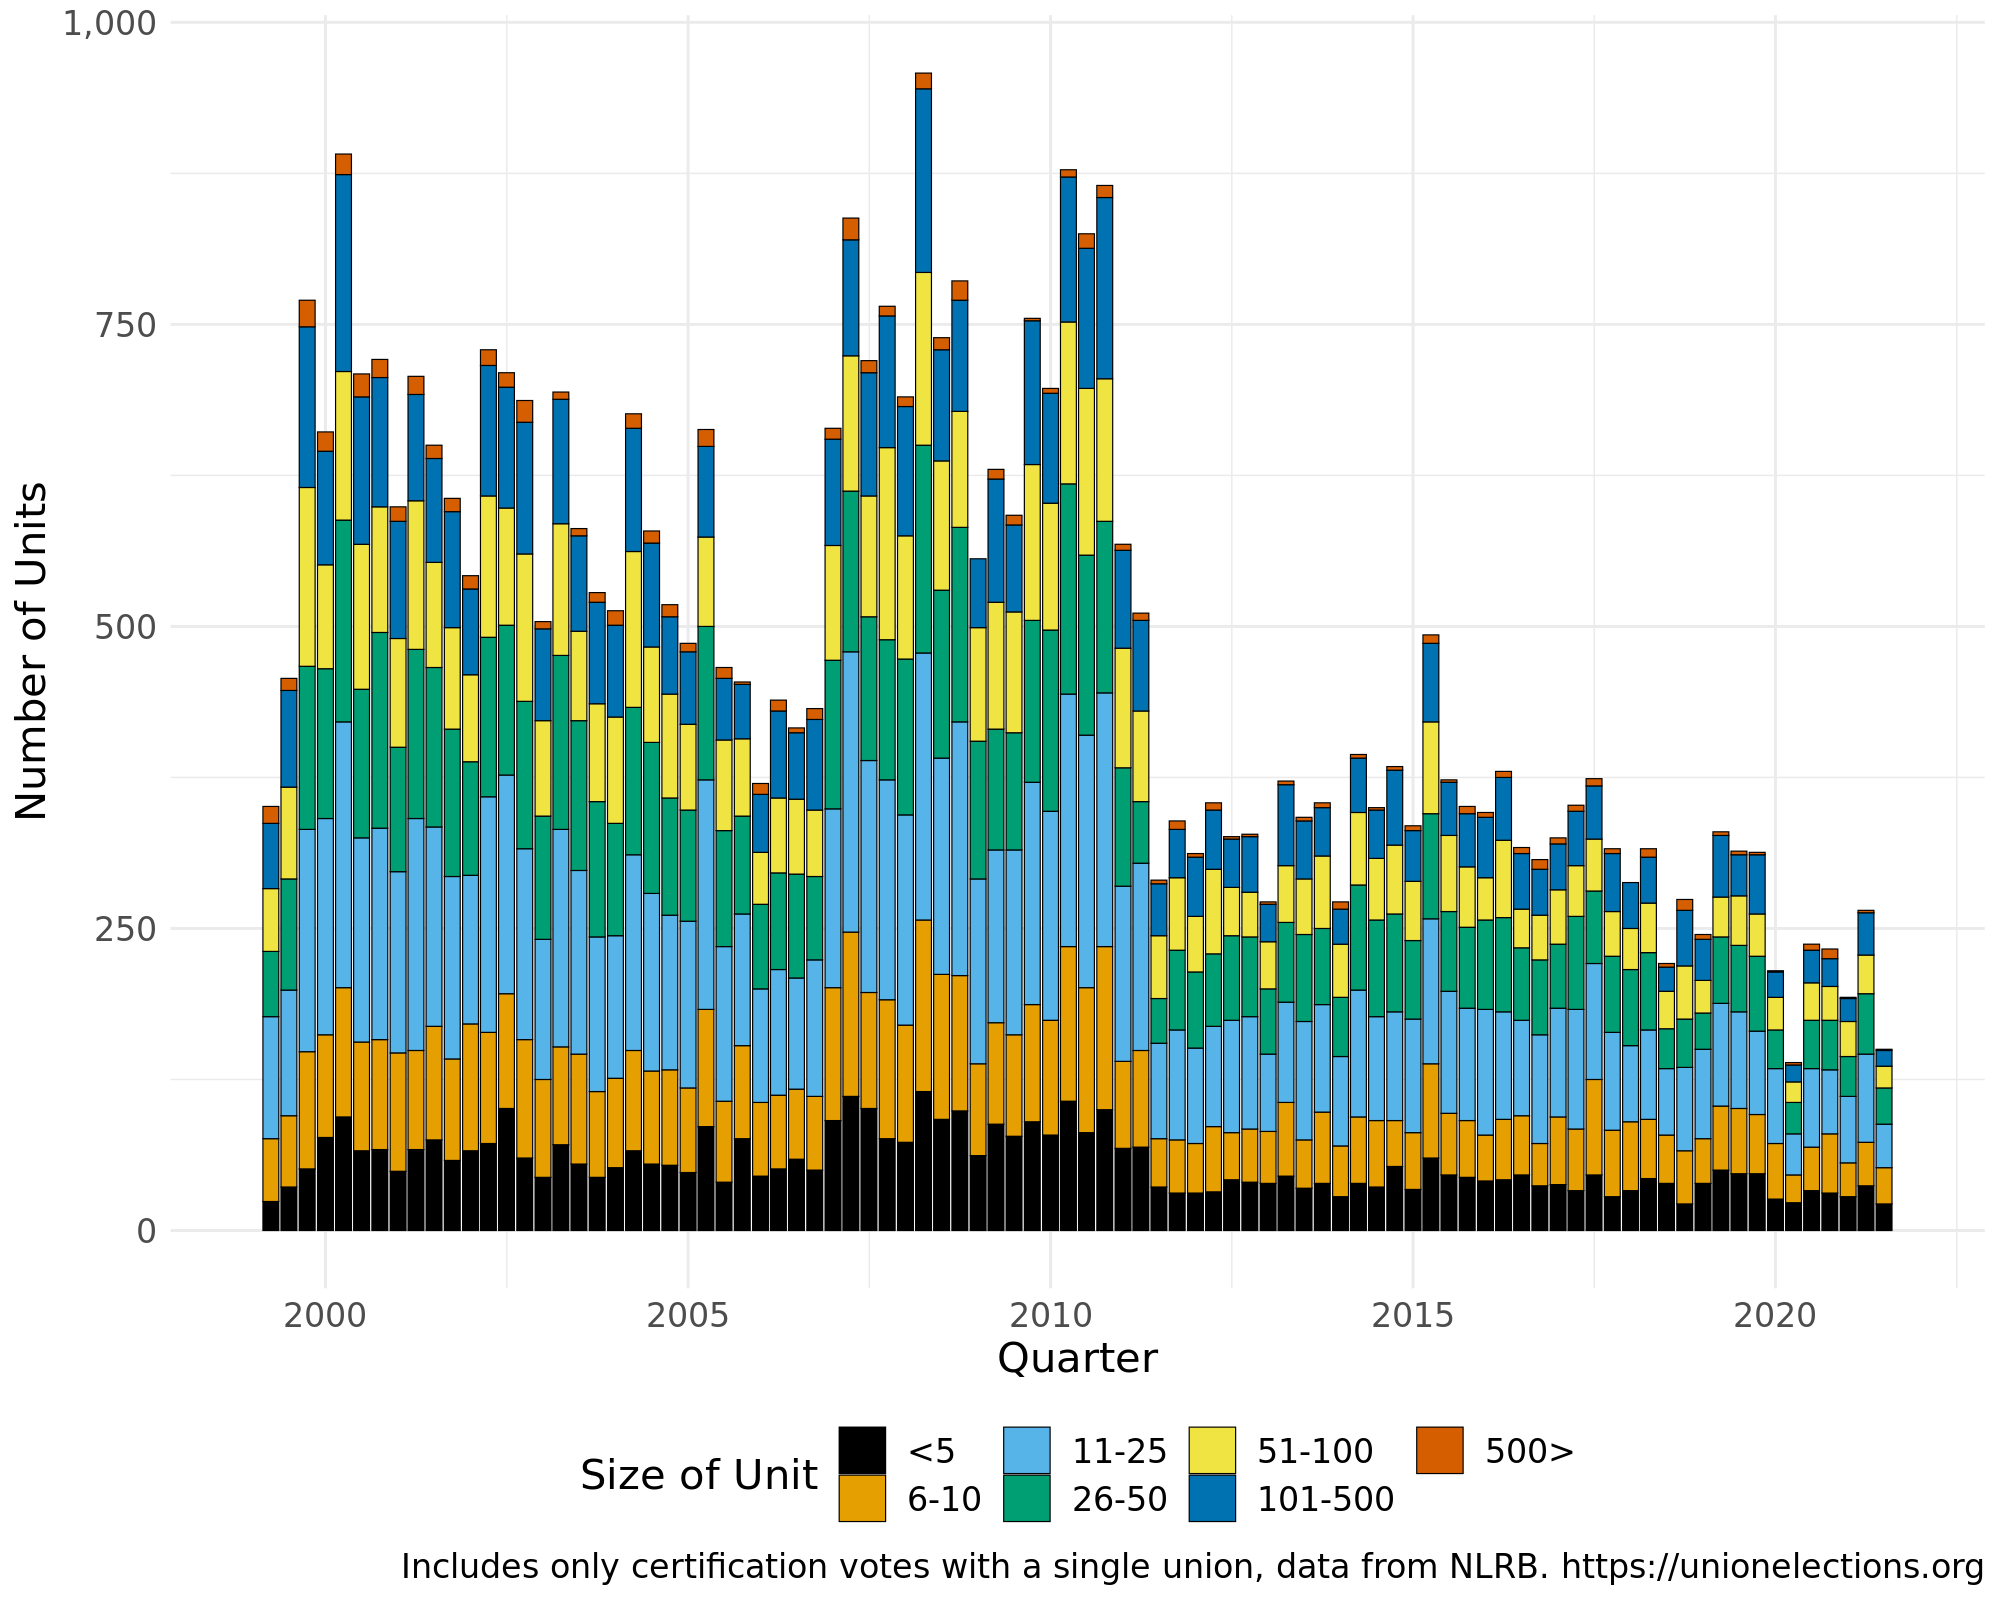 1,000
750
500
250
0
Number of Units
2000 2005 2010 2015 2020
Quarter
Size of Unit
<5 11-25 51-100 500>
6-10 26-50 101-500
Includes only certification votes with a single union, data from NLRB. https://unionelections.org